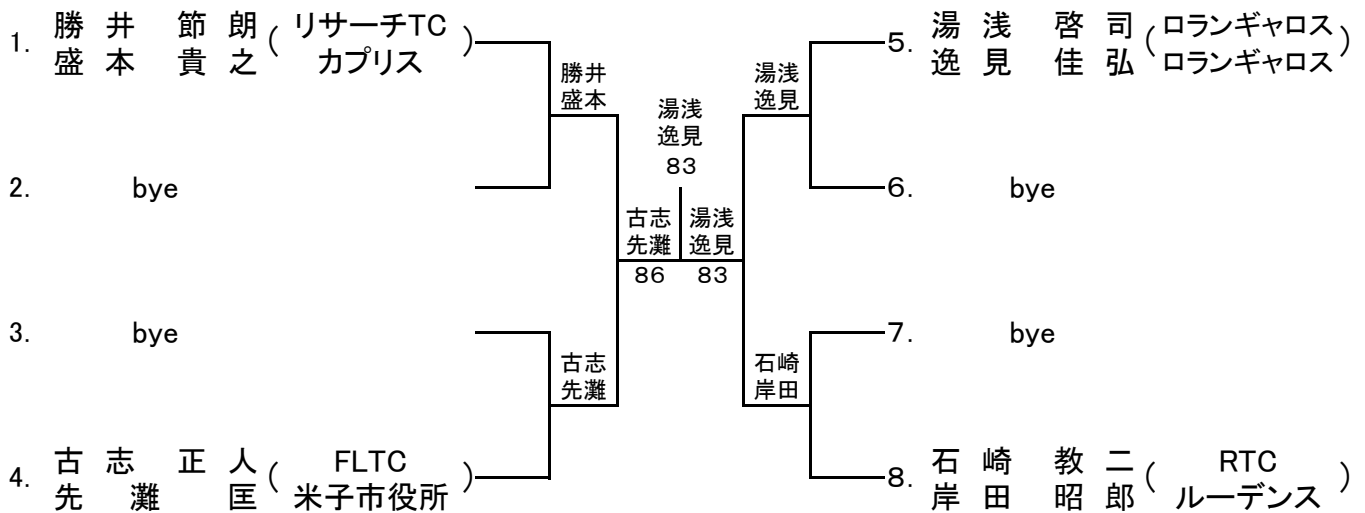 1. 勝井 節朗 ( リサーチTC )
盛本 貴之 カプリス
2. bye
3. bye
4. 古志 正人 ( FLTC )
先灘 匡 米子市役所
勝井
盛本
古志
先灘
古志
先灘
86
湯浅
逸見
83
湯浅
逸見
83
湯浅
逸見
石崎
岸田
5. 湯浅 啓司 ( ロランギャロス )
逸見 佳弘 ロランギャロス
6. bye
7. bye
8. 石崎 教二 ( RTC )
岸田 昭郎 ルーデンス